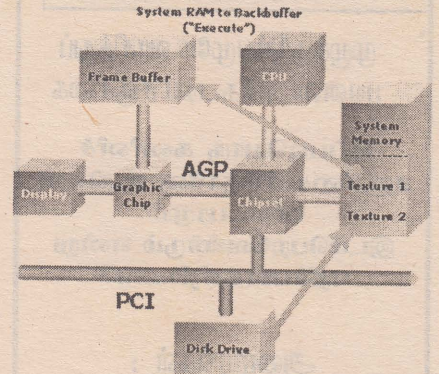 System RAM to Backbuffer
("Execute")
Frame Buffer
CPU
System
Memory
AGP
Display
Graphic
Chip
Chipset
Texture 1
Texture 2
PCI
Disk Drive